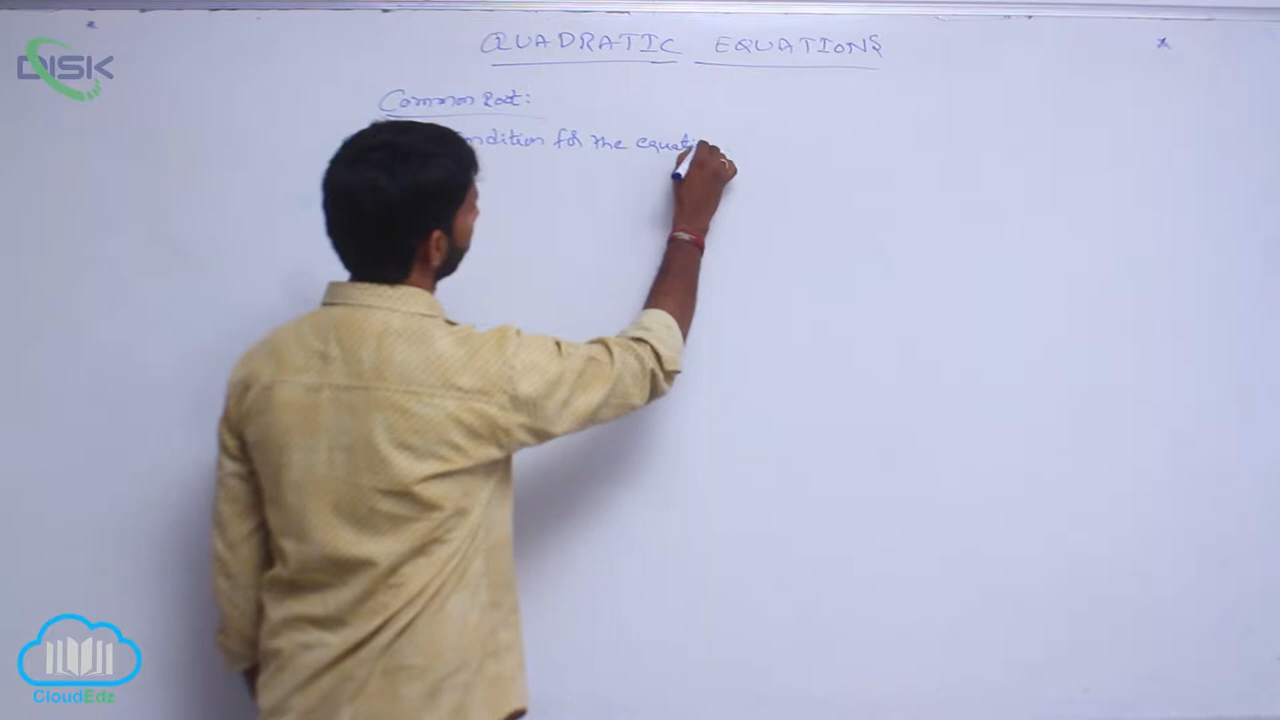 QUADRATIC EQUATIONS
DISK
Common Root:
ndition for the equati
CloudEdz